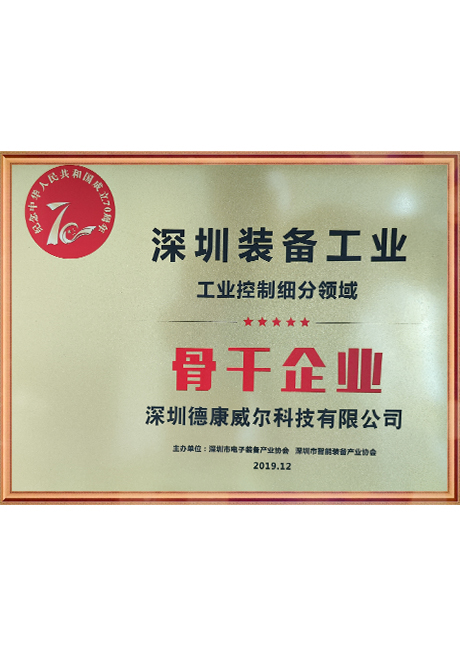 纪念中华人民共和国成立70周年
70
深圳装备工业
工业控制细分领域
骨干企业
深圳德康威尔科技有限公司
主办单位：深圳市电子装备产业协会 深圳市智能装备产业协会
2019.12